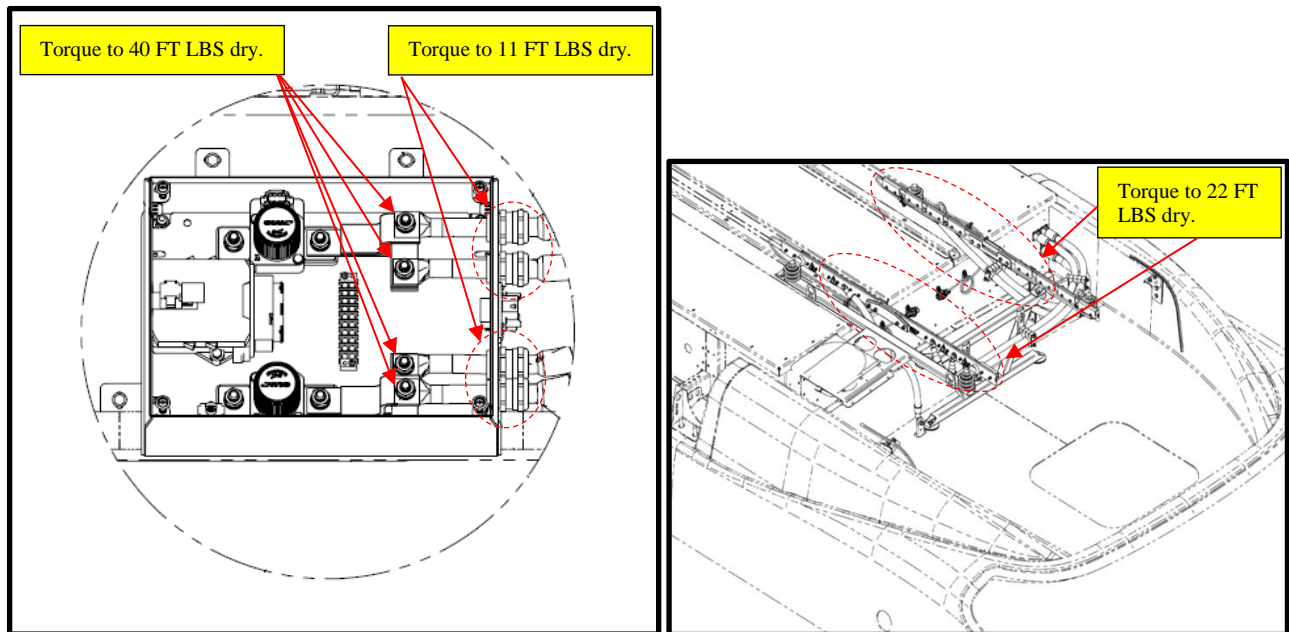 Torque to 40 FT LBS dry.
Torque to 11 FT LBS dry.
Torque to 22 FT
LBS dry.